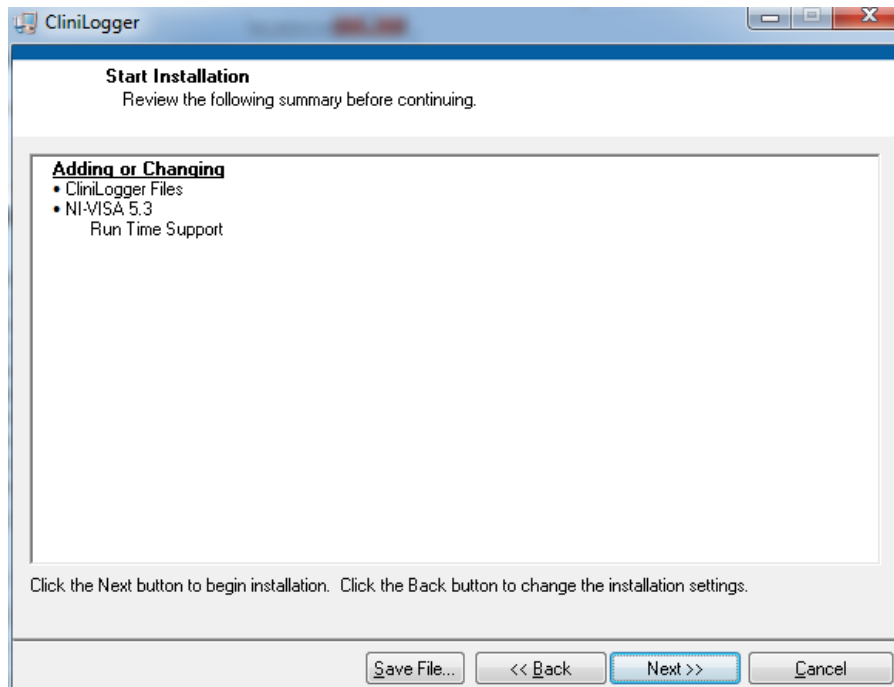 CliniLogger
Start Installation
Review the following summary before continuing.
Adding or Changing
• CliniLogger Files
• NI-VISA 5.3
Run Time Support
Click the Next button to begin installation. Click the Back button to change the installation settings.
Save File...
<< Back
Next >>
Cancel